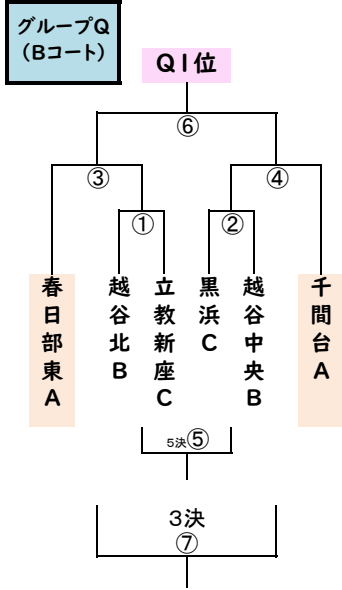 グループQ
（Bコート）
Q1位
⑥
③
④
①
②
春日部東A
越谷北B
立教新座C
黒浜C
越谷中央B
千間台A
5決⑤
3決
⑦